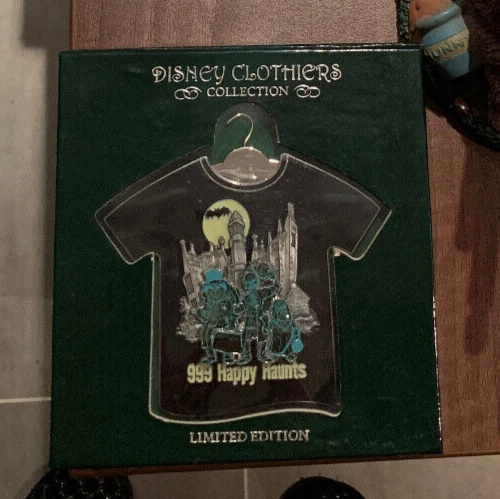 DISNEY CLOTHIERS
COLLECTION
999 Happy Haunts
LIMITED EDITION